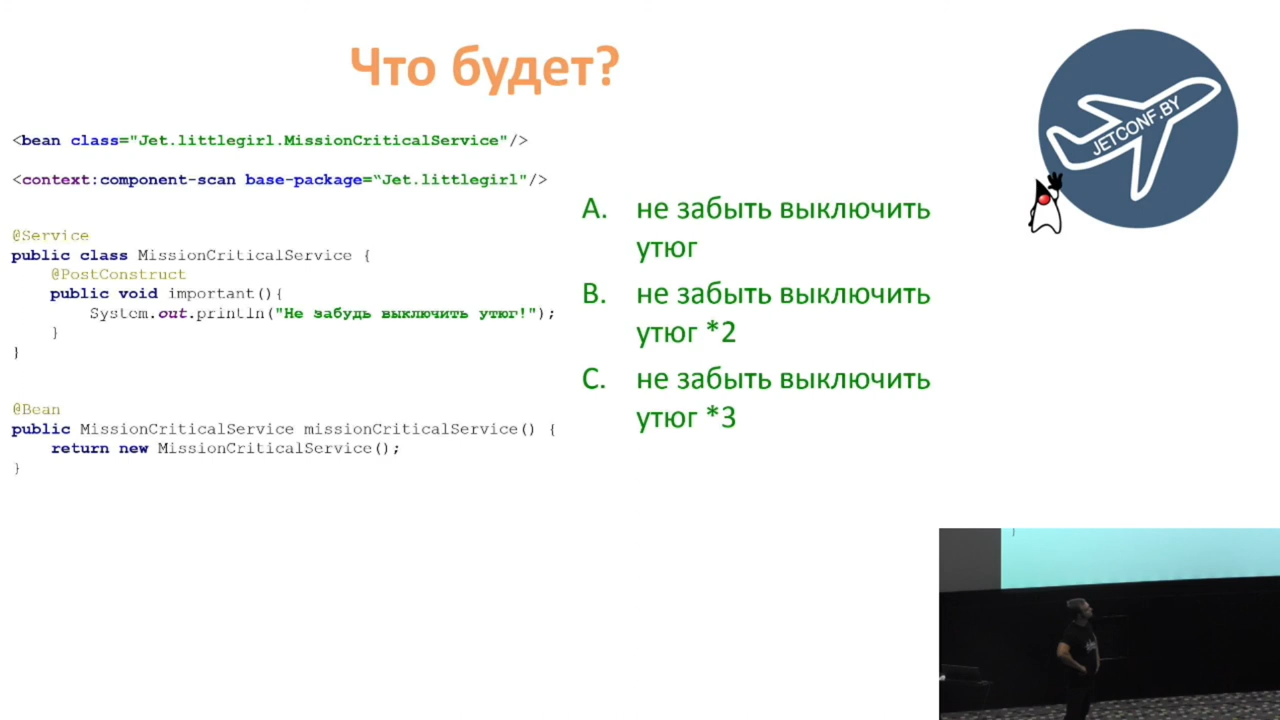 Что будет?
JETCONF.BY
<bean class="Jet.littlegirl.MissionCriticalService"/>
<context:component-scan base-package=“Jet.littlegirl"/>
@Service
public class MissionCriticalService {
@PostConstruct
public void important(){
System.out.println("Не забудь выключить утюг!");
}
}
@Bean
public MissionCriticalService missionCriticalService() {
return new MissionCriticalService();
}
A. не забыть выключить
утюг
B. не забыть выключить
утюг *2
C. не забыть выключить
утюг *3